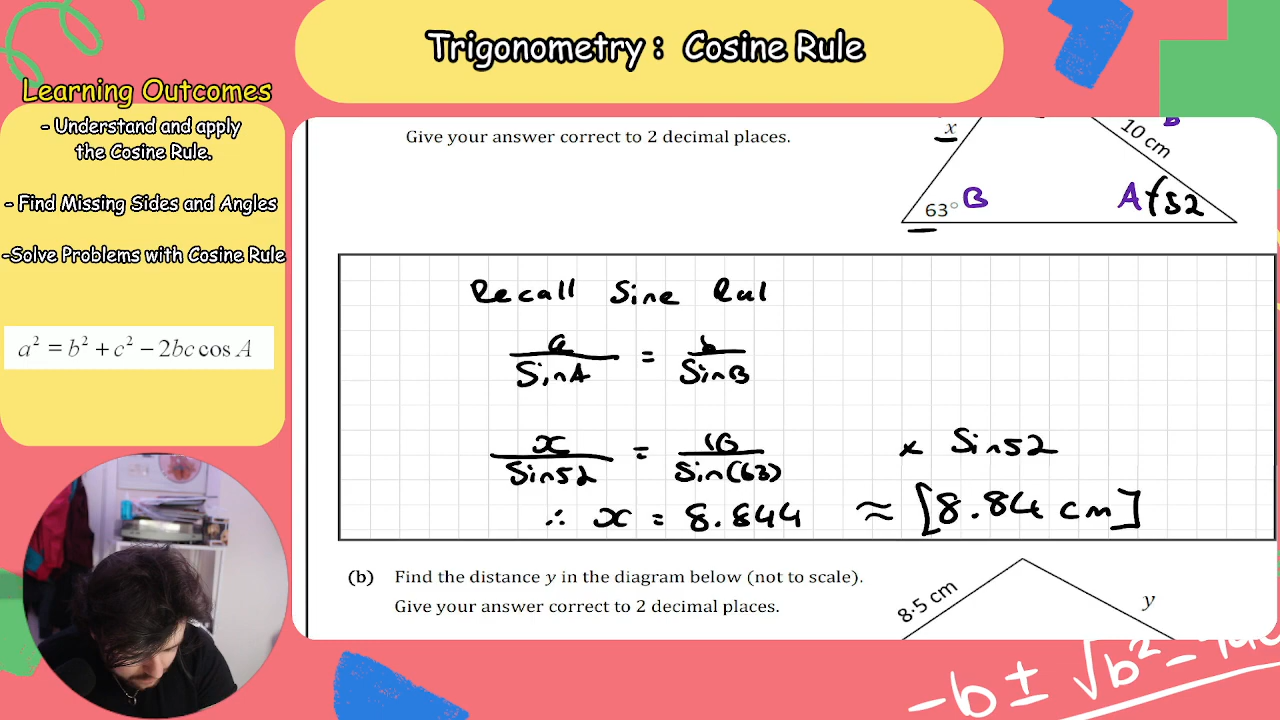 Trigonometry : Cosine Rule
Learning Outcomes
- Understand and apply
the Cosine Rule.
- Find Missing Sides and Angles
-Solve Problems with Cosine Rule
a² = b² + c² − 2bc cos A
Give your answer correct to 2 decimal places.
x
10 cm
B
63° B
A 52
Recall Sine Rul
a/SinA = b/SinB
x/Sin52 = 10/Sin(63)
× Sin52
∴ x = 8.844 ≈ [8.84 cm]
(b) Find the distance y in the diagram below (not to scale).
Give your answer correct to 2 decimal places.
8·5 cm
y
-b ± √b² -